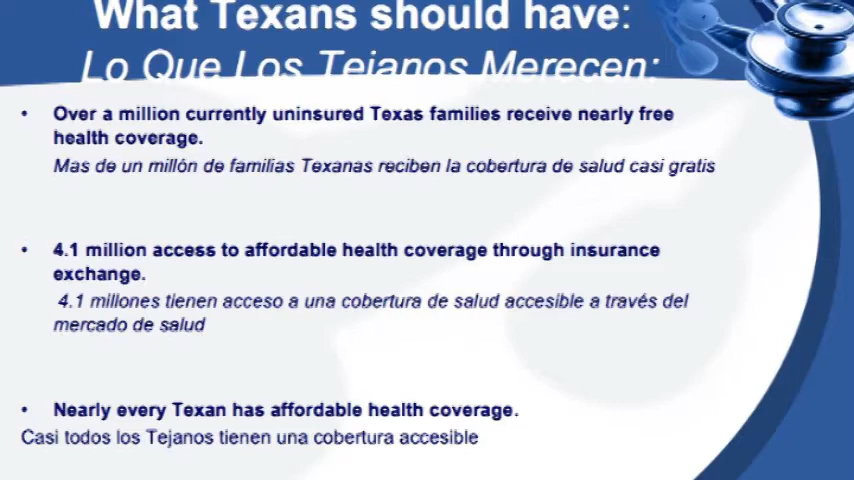 What Texans should have:
Lo Que Los Tejanos Merecen:
• Over a million currently uninsured Texas families receive nearly free
health coverage.
Mas de un millón de familias Texanas reciben la cobertura de salud casi gratis
• 4.1 million access to affordable health coverage through insurance
exchange.
4.1 millones tienen acceso a una cobertura de salud accesible a través del
mercado de salud
• Nearly every Texan has affordable health coverage.
Casi todos los Tejanos tienen una cobertura accesible